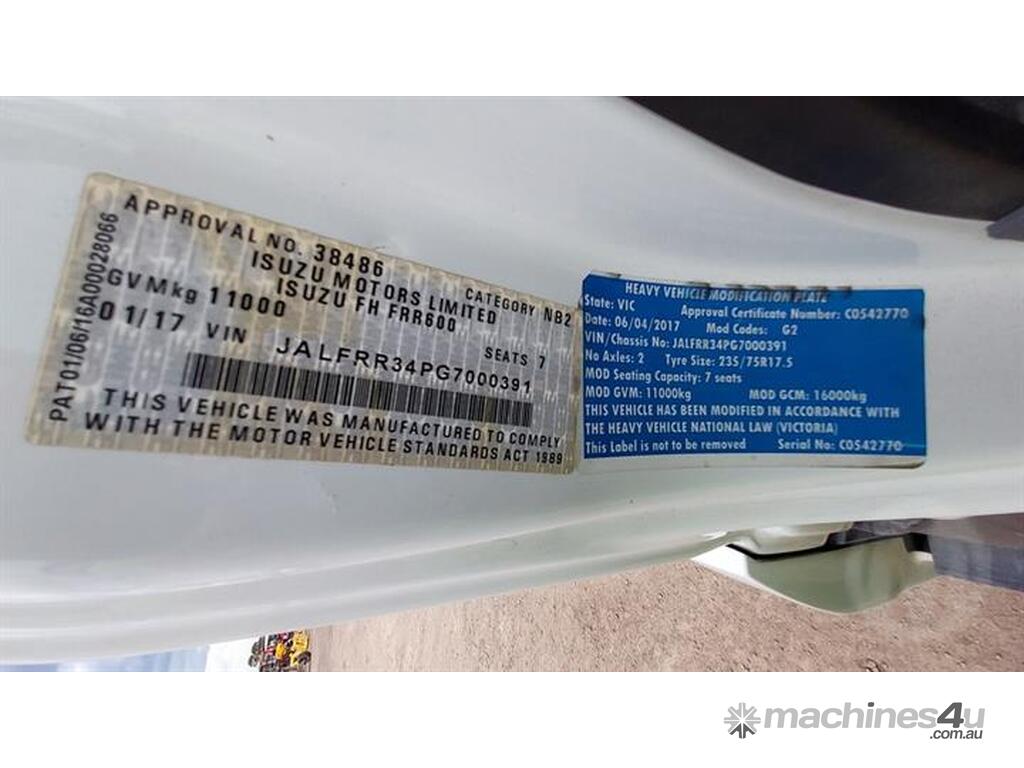 APPROVAL NO. 38486
ISUZU MOTORS LIMITED
CATEGORY NB2
ISUZU FH FRR600
GVMkg 11000
SEATS 7
01/17 VIN JALFRR34PG7000391
THIS VEHICLE WAS MANUFACTURED TO COMPLY
WITH THE MOTOR VEHICLE STANDARDS ACT 1989
PAT01/06/16A00028066
HEAVY VEHICLE MODIFICATION PLATE
State: VIC Approval Certificate Number: C0542770
Date: 06/04/2017 Mod Codes: G2
VIN/Chassis No: JALFRR34PG7000391
No Axles: 2 Tyre Size: 235/75R17.5
MOD Seating Capacity: 7 seats
MOD GVM: 11000kg MOD GCM: 16000kg
THIS VEHICLE HAS BEEN MODIFIED IN ACCORDANCE WITH
THE HEAVY VEHICLE NATIONAL LAW (VICTORIA)
This Label is not to be removed Serial No: C0542770
machines4u
.com.au